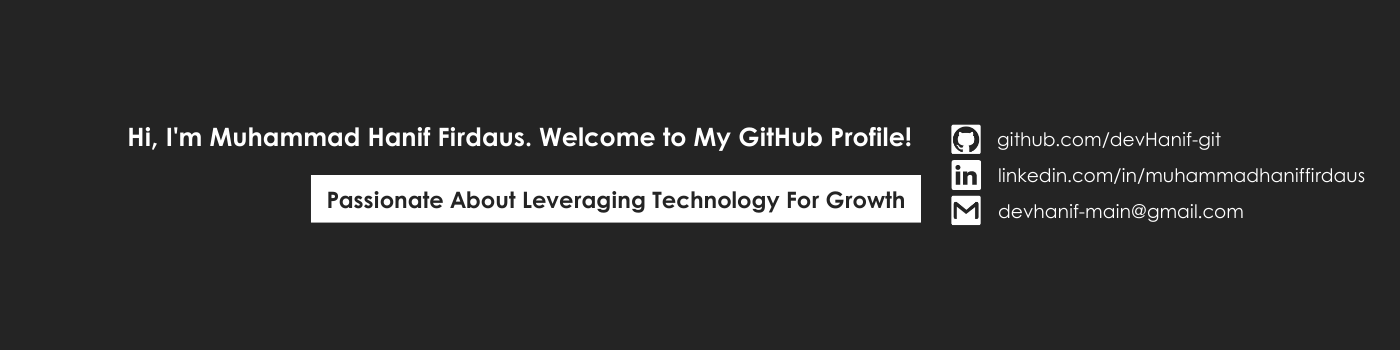 Hi, I'm Muhammad Hanif Firdaus. Welcome to My GitHub Profile!
Passionate About Leveraging Technology For Growth
github.com/devHanif-git
in linkedin.com/in/muhammadhaniffirdaus
devhanif-main@gmail.com